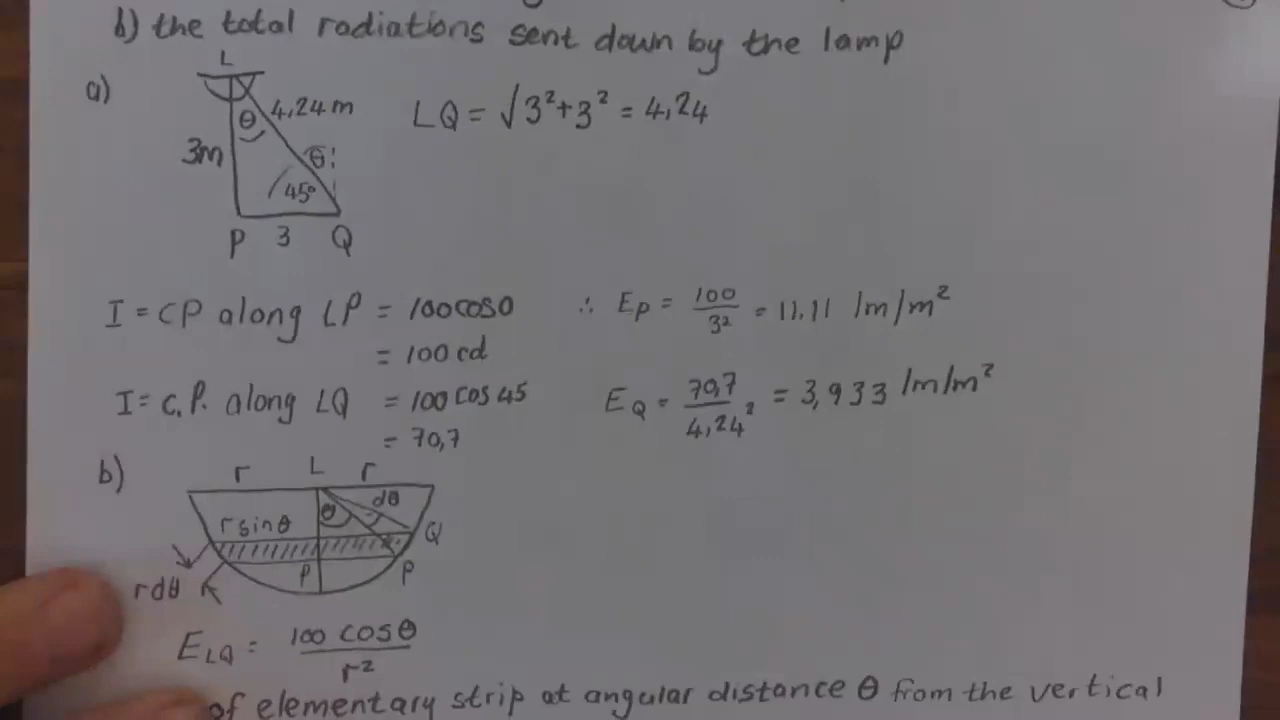 b) the total radiations sent down by the lamp
a)
L
4,24 m
θ
3m
θ
45°
P 3 Q
LQ = √3²+3² = 4,24
I = CP along LP = 100cos0
= 100 cd
∴ Ep = 100/3² = 11.11 lm/m²
I = C.P. along LQ = 100 cos 45
= 70,7
EQ = 70,7/4,24² = 3,933 lm/m²
b)
r L r
dθ
θ
r sinθ
Q
P P
rdθ
ELQ = 100 cosθ/r²
of elementary strip at angular distance θ from the vertical